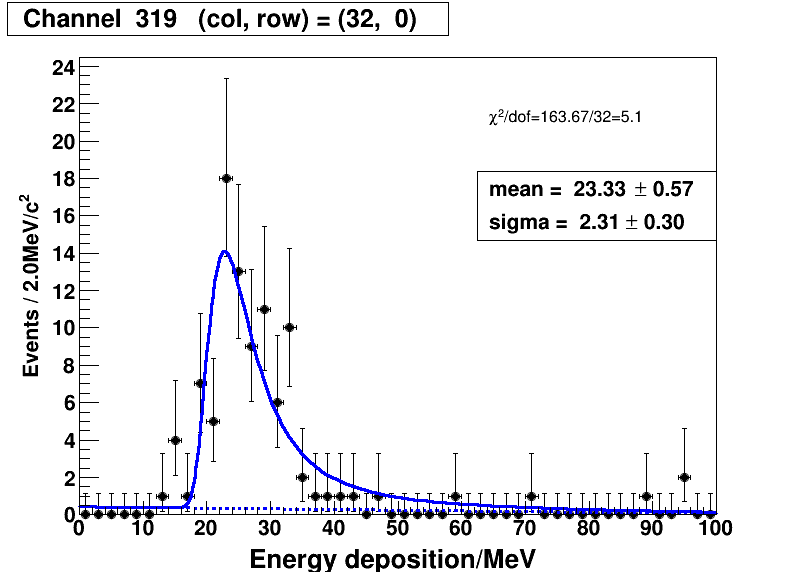 Channel 319 (col, row) = (32, 0)
χ²/dof=163.67/32=5.1
mean = 23.33 ± 0.57
sigma = 2.31 ± 0.30
Events / 2.0MeV/c²
24
22
20
18
16
14
12
10
8
6
4
2
0
0 10 20 30 40 50 60 70 80 90 100
Energy deposition/MeV